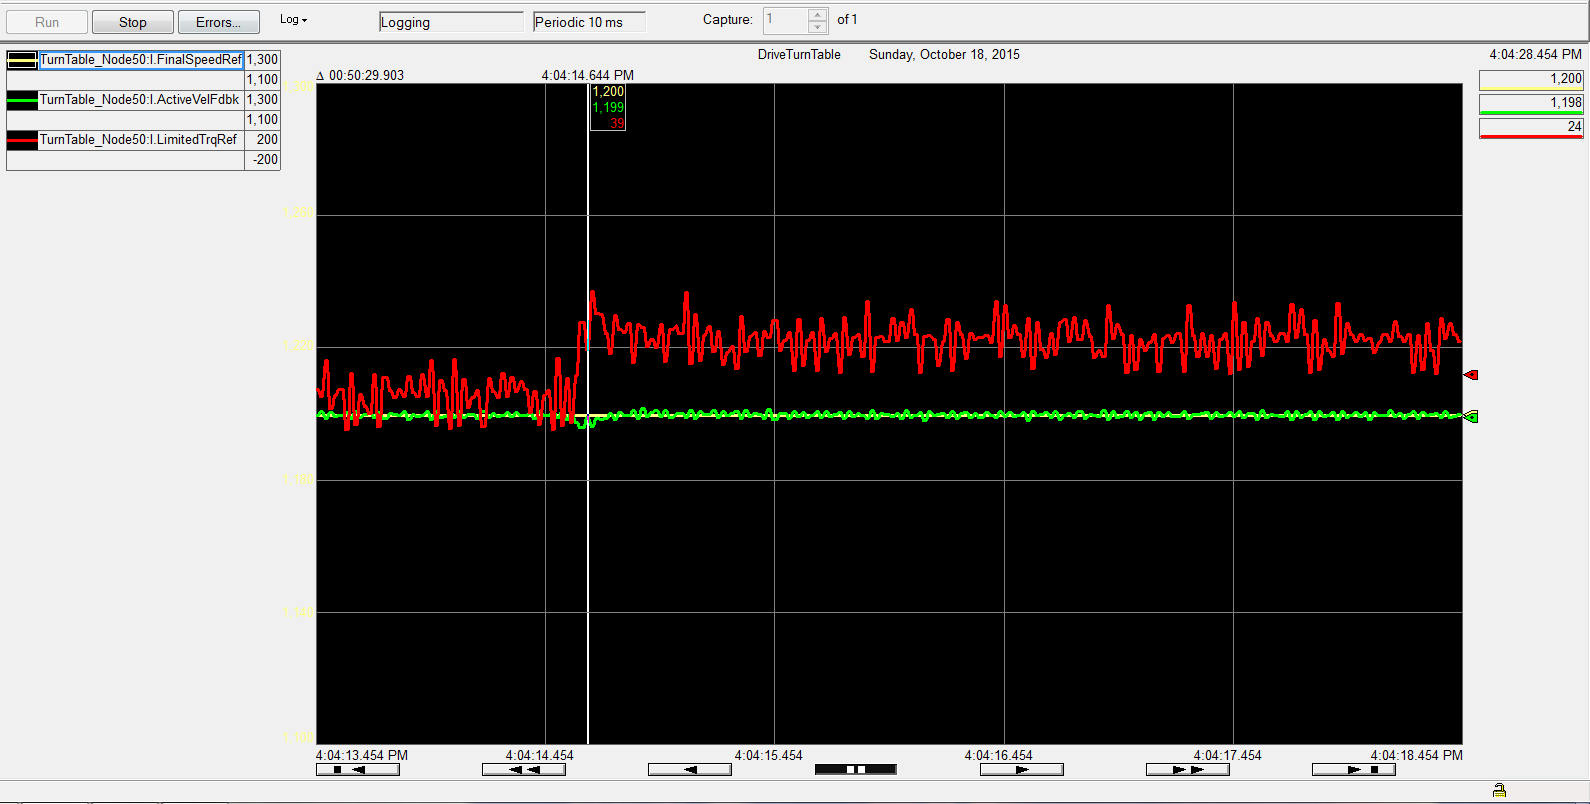 Run Stop Errors... Log Logging Periodic 10 ms Capture: 1 of 1
DriveTurnTable Sunday, October 18, 2015 4:04:28.454 PM
TurnTable_Node50:I.FinalSpeedRef 1,300
1,100
TurnTable_Node50:I.ActiveVelFdbk 1,300
1,100
TurnTable_Node50:I.LimitedTrqRef 200
-200
Δ 00:50:29.903 4:04:14.644 PM
1,200
1,199
39
1,200
1,198
24
1,180
1,140
4:04:13.454 PM 4:04:14.454 4:04:15.454 4:04:16.454 4:04:17.454 4:04:18.454 PM